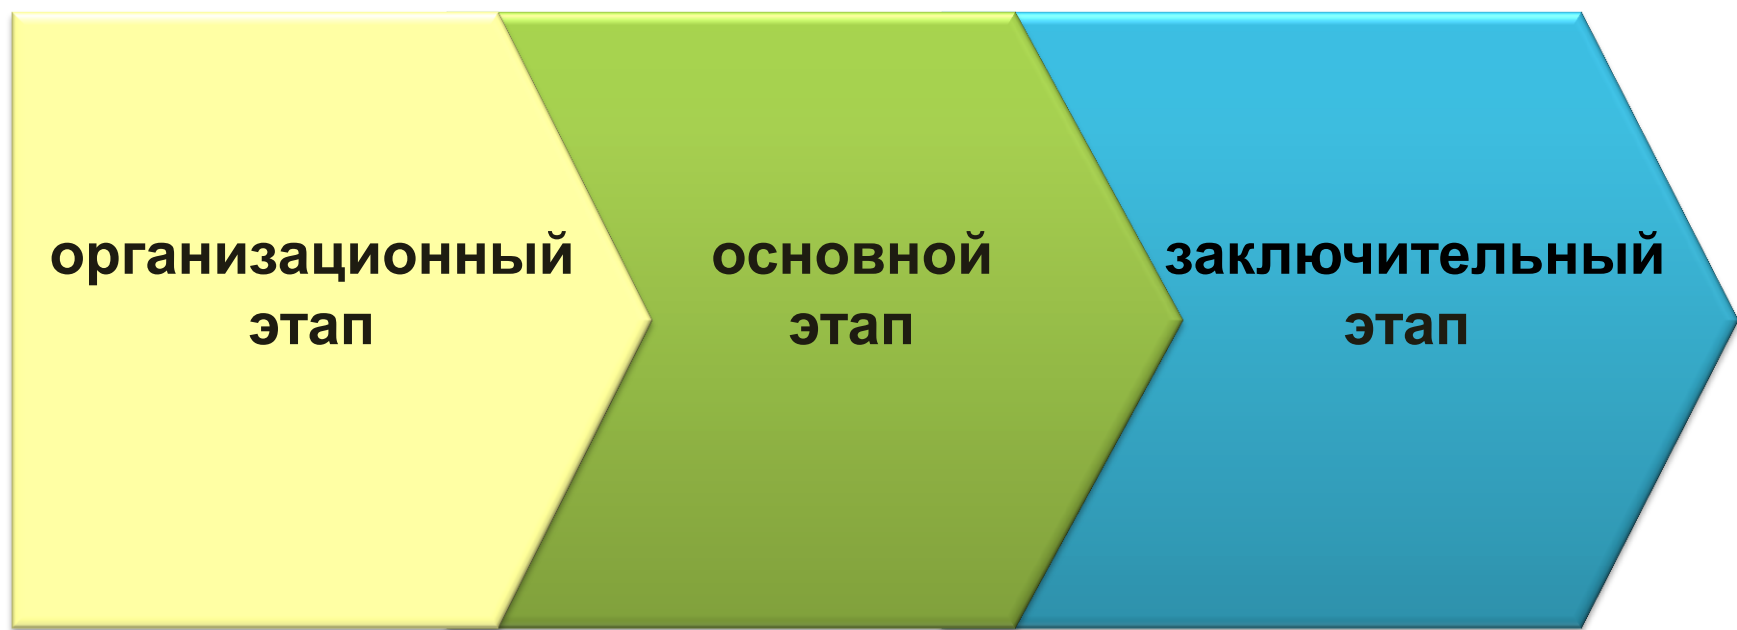 организационный
этап
основной
этап
заключительный
этап